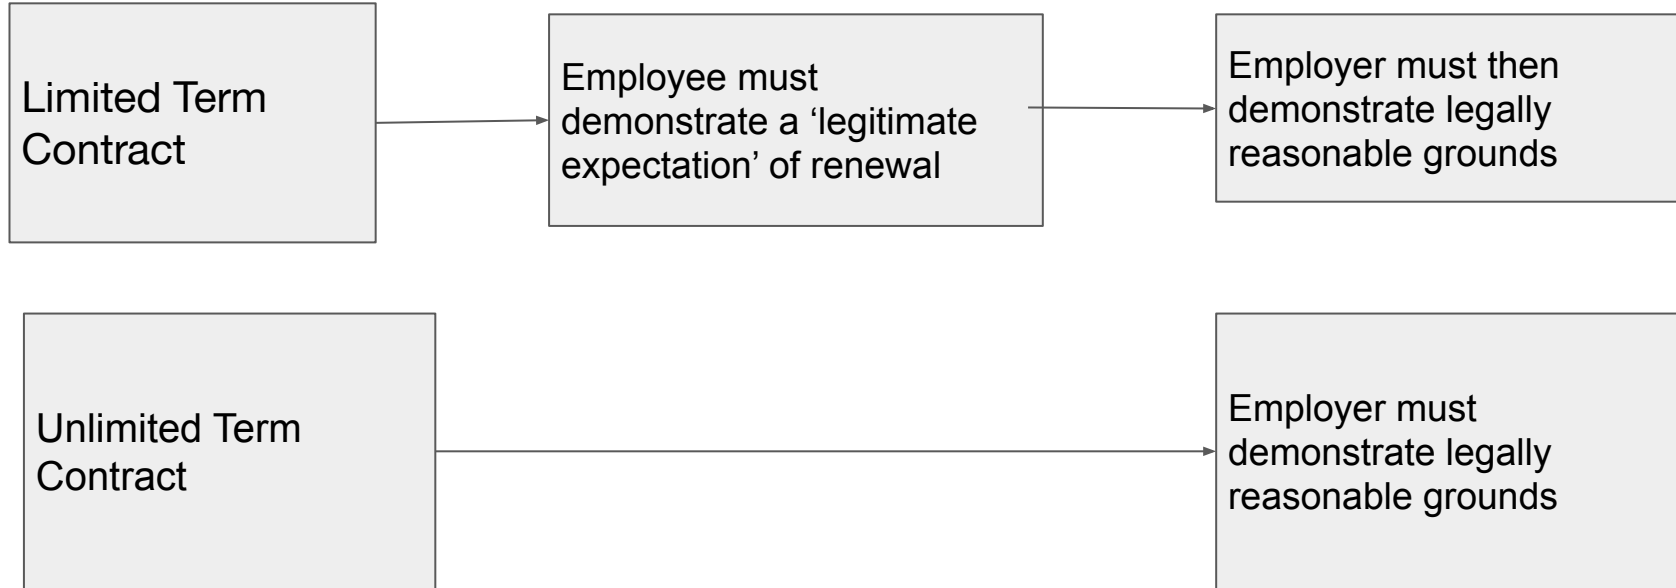 Limited Term
Contract
Employee must
demonstrate a ‘legitimate
expectation’ of renewal
Employer must then
demonstrate legally
reasonable grounds
Unlimited Term
Contract
Employer must
demonstrate legally
reasonable grounds